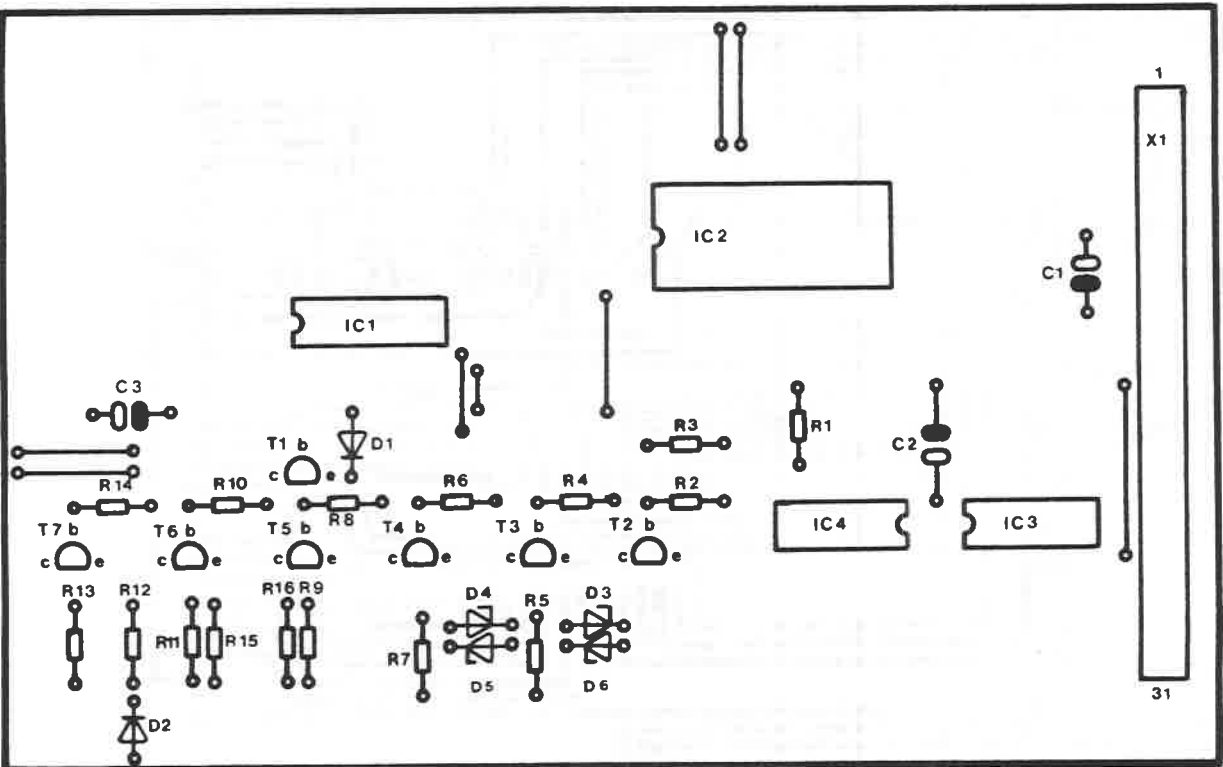 1
X1
IC2
C1
IC1
C3
R3
R1
T1 b
D1
C2
c e
R14
R10
R6
R4
R2
R8
IC4
IC3
T7 b
T6 b
T5 b
T4 b
T3 b
T2 b
c e
c e
c e
c e
c e
c e
R13
R12
R16
R9
D4
R5
D3
R11
R15
R7
D5
D6
31
D2